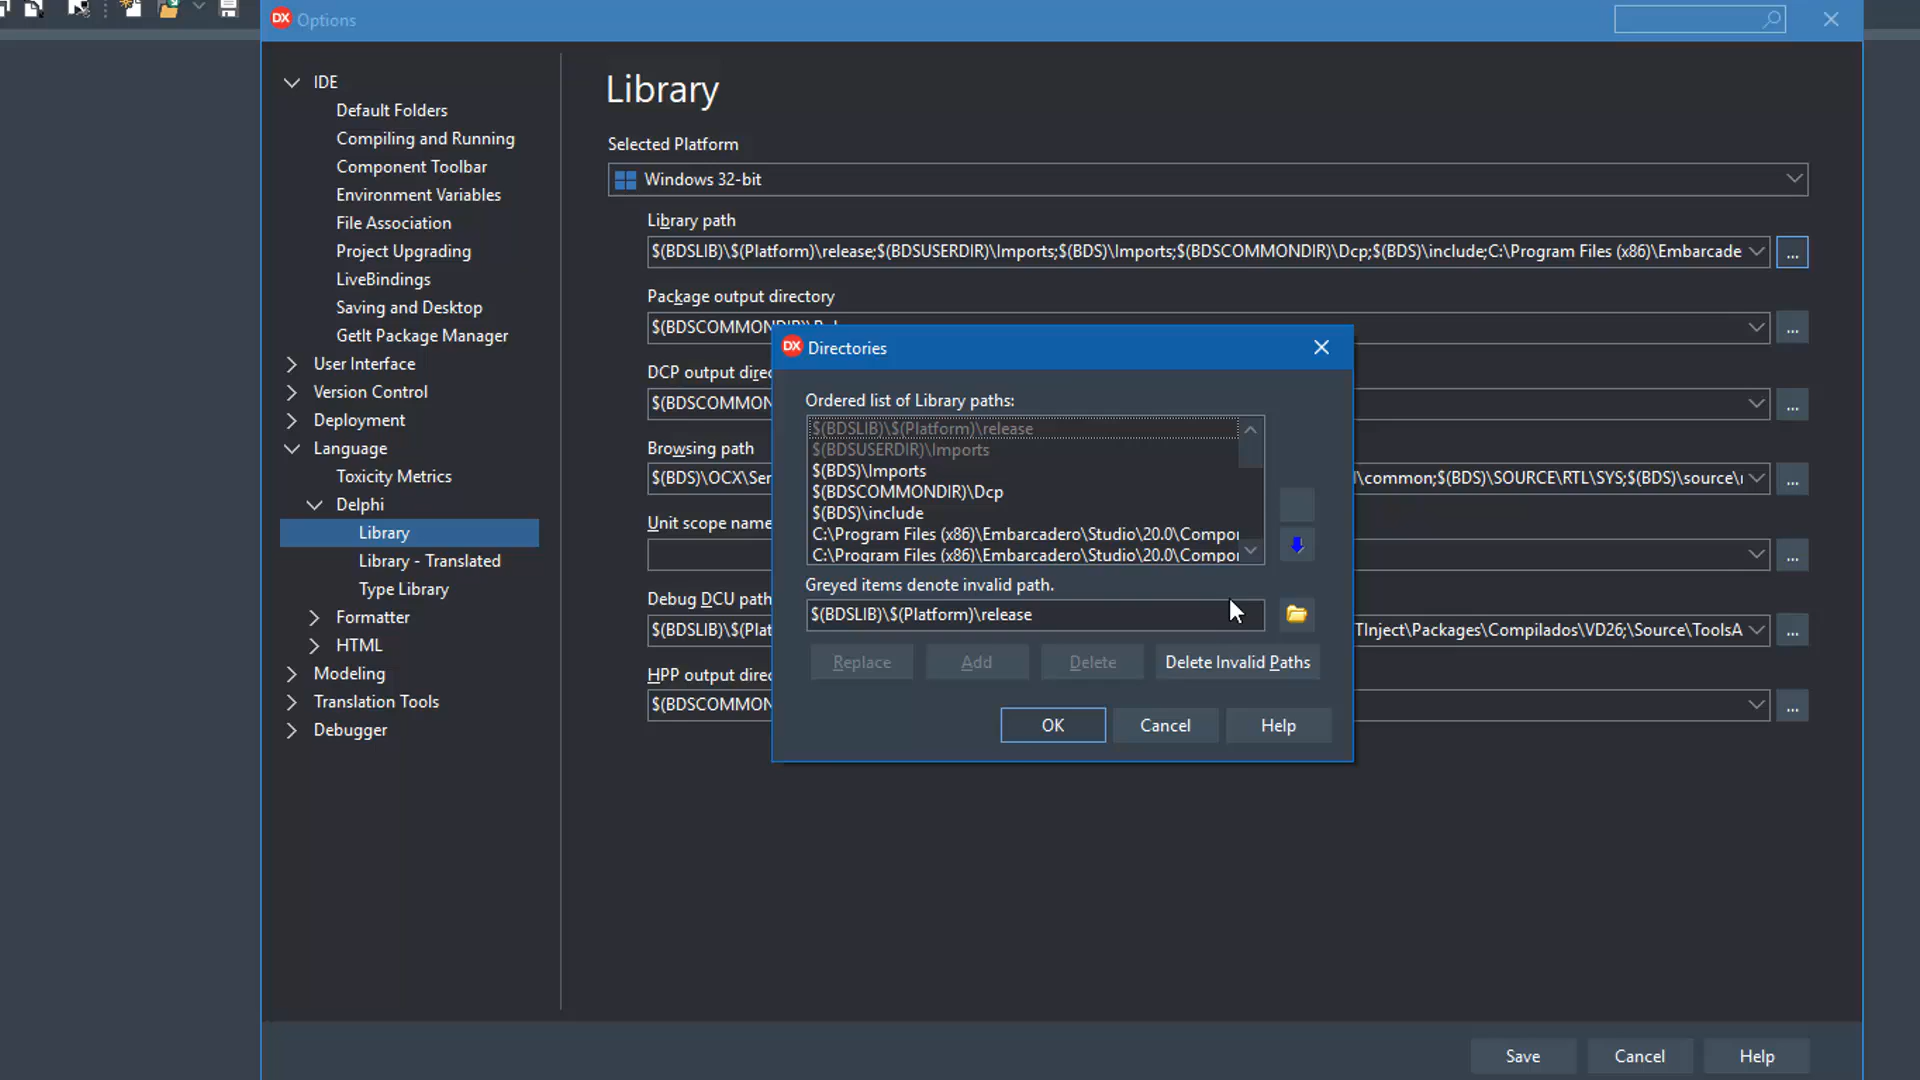 DX Options
IDE
Default Folders
Compiling and Running
Component Toolbar
Environment Variables
File Association
Project Upgrading
LiveBindings
Saving and Desktop
GetIt Package Manager
User Interface
Version Control
Deployment
Language
Toxicity Metrics
Delphi
Library
Library - Translated
Type Library
Formatter
HTML
Modeling
Translation Tools
Debugger
Library
Selected Platform
Windows 32-bit
Library path
$(BDSLIB)\$(Platform)\release;$(BDSUSERDIR)\Imports;$(BDS)\Imports;$(BDSCOMMONDIR)\Dcp;$(BDS)\include;C:\Program Files (x86)\Embarcade
...
Package output directory
$(BDSCOMMONDIR)
...
DCP output direc
$(BDSCOMMON
...
Browsing path
$(BDS)\OCX\Ser
\common;$(BDS)\SOURCE\RTL\SYS;$(BDS)\source\
...
Unit scope name
...
Debug DCU path
$(BDSLIB)\$(Plat
TInject\Packages\Compilados\VD26;\Source\ToolsA
...
HPP output direc
$(BDSCOMMON
...
DX Directories
Ordered list of Library paths:
$(BDSLIB)\$(Platform)\release
$(BDSUSERDIR)\Imports
$(BDS)\Imports
$(BDSCOMMONDIR)\Dcp
$(BDS)\include
C:\Program Files (x86)\Embarcadero\Studio\20.0\Compor
C:\Program Files (x86)\Embarcadero\Studio\20.0\Compor
Greyed items denote invalid path.
$(BDSLIB)\$(Platform)\release
Replace
Add
Delete
Delete Invalid Paths
OK
Cancel
Help
Save
Cancel
Help